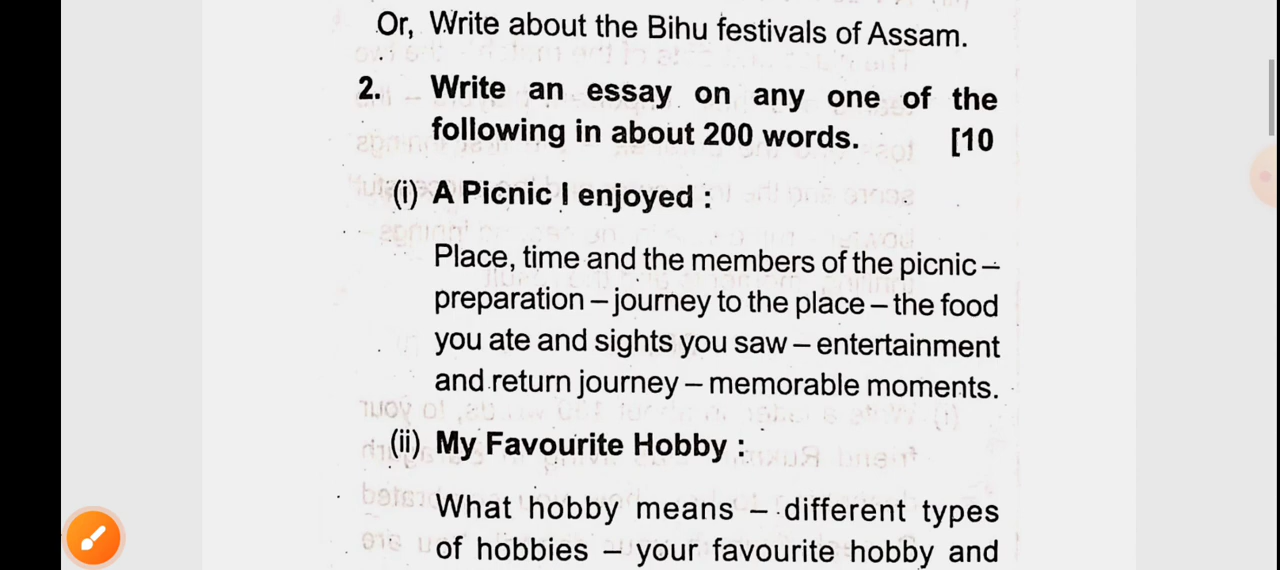 Or, Write about the Bihu festivals of Assam.
2. Write an essay on any one of the
following in about 200 words. [10
(i) A Picnic I enjoyed :
Place, time and the members of the picnic –
preparation – journey to the place – the food
you ate and sights you saw – entertainment
and return journey – memorable moments.
(ii) My Favourite Hobby :
What hobby means – different types
of hobbies – your favourite hobby and